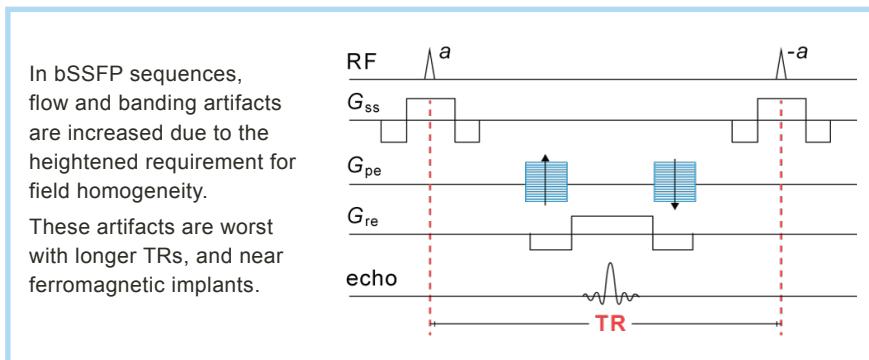 In bSSFP sequences,
flow and banding artifacts
are increased due to the
heightened requirement for
field homogeneity.
These artifacts are worst
with longer TRs, and near
ferromagnetic implants.
RF
a
-a
Gss
Gpe
Gre
echo
TR